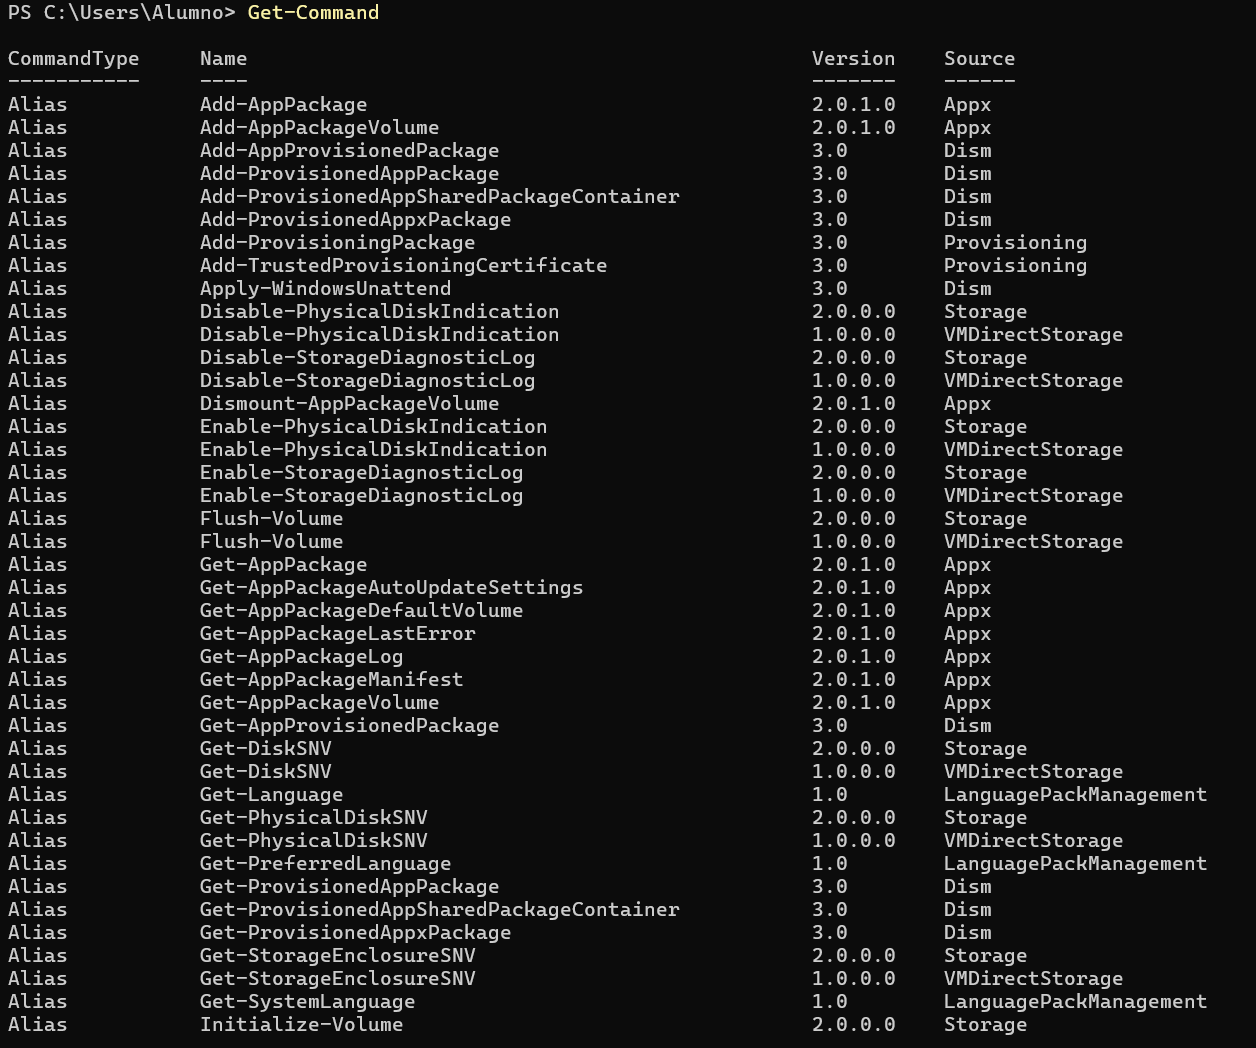 PS C:\Users\Alumno> Get-Command
CommandType Name Version Source
----------- ---- ------- ------
Alias Add-AppPackage 2.0.1.0 Appx
Alias Add-AppPackageVolume 2.0.1.0 Appx
Alias Add-AppProvisionedPackage 3.0 Dism
Alias Add-ProvisionedAppPackage 3.0 Dism
Alias Add-ProvisionedAppSharedPackageContainer 3.0 Dism
Alias Add-ProvisionedAppxPackage 3.0 Dism
Alias Add-ProvisioningPackage 3.0 Provisioning
Alias Add-TrustedProvisioningCertificate 3.0 Provisioning
Alias Apply-WindowsUnattend 3.0 Dism
Alias Disable-PhysicalDiskIndication 2.0.0.0 Storage
Alias Disable-PhysicalDiskIndication 1.0.0.0 VMDirectStorage
Alias Disable-StorageDiagnosticLog 2.0.0.0 Storage
Alias Disable-StorageDiagnosticLog 1.0.0.0 VMDirectStorage
Alias Dismount-AppPackageVolume 2.0.1.0 Appx
Alias Enable-PhysicalDiskIndication 2.0.0.0 Storage
Alias Enable-PhysicalDiskIndication 1.0.0.0 VMDirectStorage
Alias Enable-StorageDiagnosticLog 2.0.0.0 Storage
Alias Enable-StorageDiagnosticLog 1.0.0.0 VMDirectStorage
Alias Flush-Volume 2.0.0.0 Storage
Alias Flush-Volume 1.0.0.0 VMDirectStorage
Alias Get-AppPackage 2.0.1.0 Appx
Alias Get-AppPackageAutoUpdateSettings 2.0.1.0 Appx
Alias Get-AppPackageDefaultVolume 2.0.1.0 Appx
Alias Get-AppPackageLastError 2.0.1.0 Appx
Alias Get-AppPackageLog 2.0.1.0 Appx
Alias Get-AppPackageManifest 2.0.1.0 Appx
Alias Get-AppPackageVolume 2.0.1.0 Appx
Alias Get-AppProvisionedPackage 3.0 Dism
Alias Get-DiskSNV 2.0.0.0 Storage
Alias Get-DiskSNV 1.0.0.0 VMDirectStorage
Alias Get-Language 1.0 LanguagePackManagement
Alias Get-PhysicalDiskSNV 2.0.0.0 Storage
Alias Get-PhysicalDiskSNV 1.0.0.0 VMDirectStorage
Alias Get-PreferredLanguage 1.0 LanguagePackManagement
Alias Get-ProvisionedAppPackage 3.0 Dism
Alias Get-ProvisionedAppSharedPackageContainer 3.0 Dism
Alias Get-ProvisionedAppxPackage 3.0 Dism
Alias Get-StorageEnclosureSNV 2.0.0.0 Storage
Alias Get-StorageEnclosureSNV 1.0.0.0 VMDirectStorage
Alias Get-SystemLanguage 1.0 LanguagePackManagement
Alias Initialize-Volume 2.0.0.0 Storage